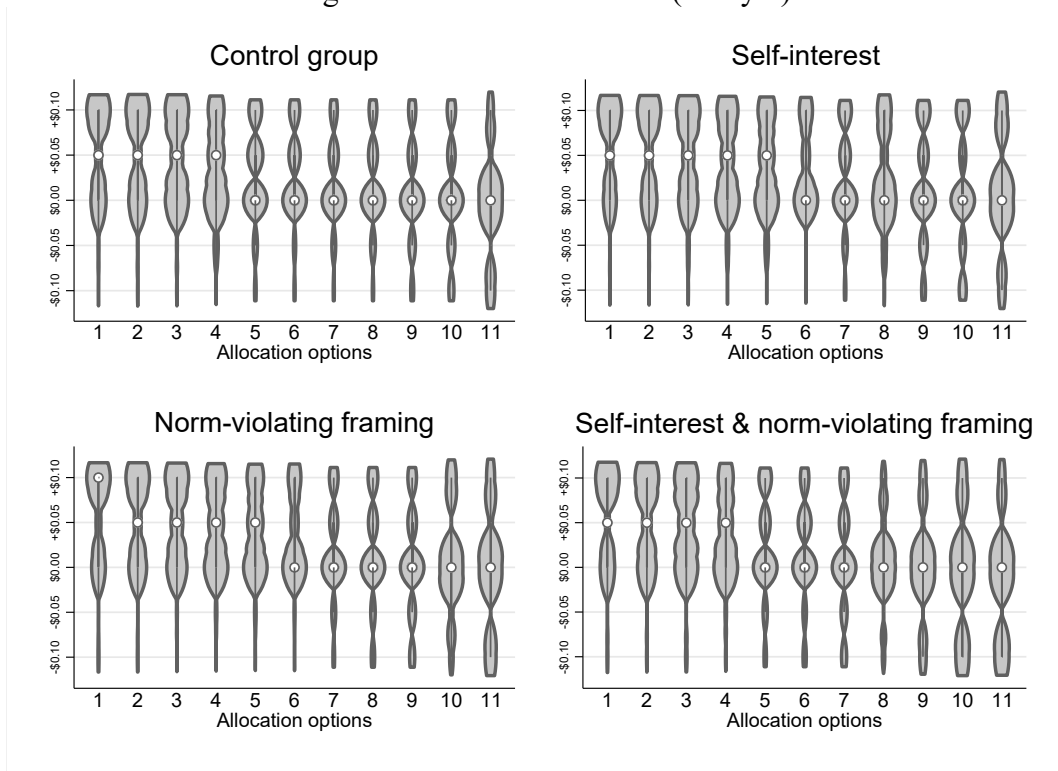 Control group
+$0.10
+$0.05
$0.00
-$0.05
-$0.10
1 2 3 4 5 6 7 8 9 10 11
Allocation options
Self-interest
+$0.10
+$0.05
$0.00
-$0.05
-$0.10
1 2 3 4 5 6 7 8 9 10 11
Allocation options
Norm-violating framing
+$0.10
+$0.05
$0.00
-$0.05
-$0.10
1 2 3 4 5 6 7 8 9 10 11
Allocation options
Self-interest & norm-violating framing
+$0.10
+$0.05
$0.00
-$0.05
-$0.10
1 2 3 4 5 6 7 8 9 10 11
Allocation options